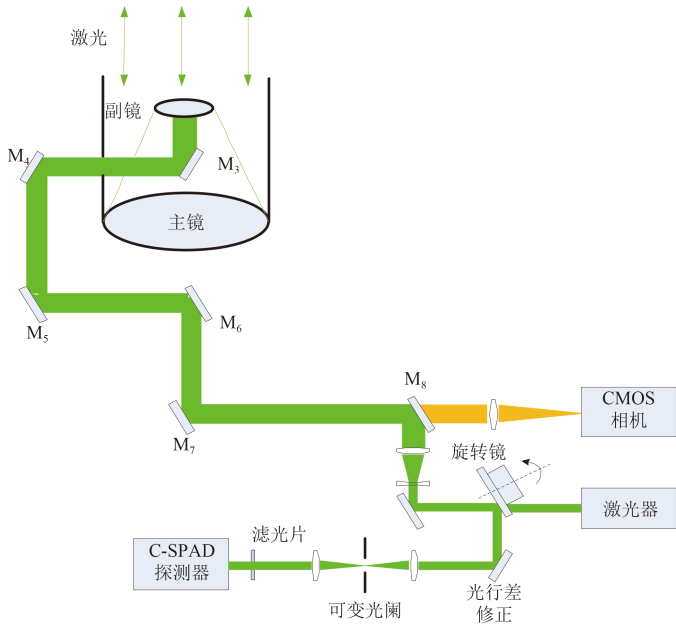 激光
副镜
M₄
M₃
主镜
M₅
M₆
M₇
M₈
CMOS
相机
旋转镜
激光器
滤光片
C-SPAD
探测器
可变光阑
光行差
修正